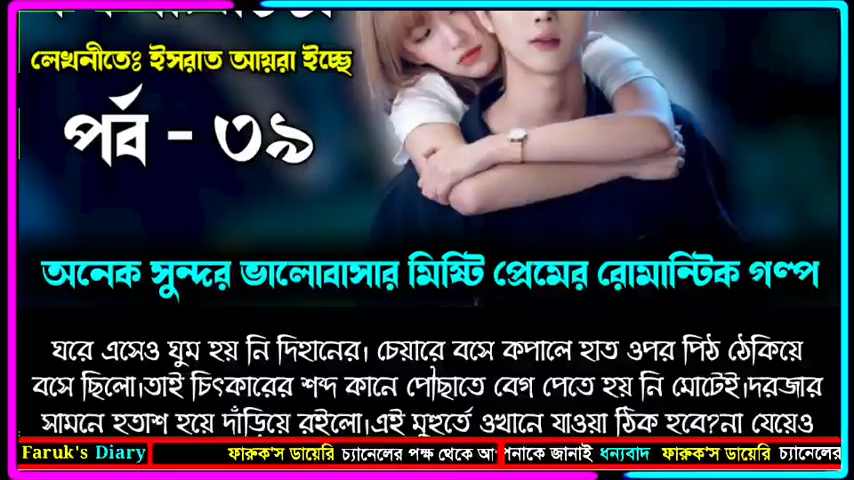 লেখনীতেঃ ইসরাত আয়রা ইচ্ছে
পর্ব - ৩৯
অনেক সুন্দর ভালোবাসার মিষ্টি প্রেমের রোমান্টিক গল্প
ঘরে এসেও ঘুম হয় নি দিহানের। চেয়ারে বসে কপালে হাত ওপর পিঠ ঠেকিয়ে
বসে ছিলো।তাই চিৎকারের শব্দ কানে পৌছাতে বেগ পেতে হয় নি মোটেই।দরজার
সামনে হতাশ হয়ে দাঁড়িয়ে রইলো।এই মুহুর্তে ওখানে যাওয়া ঠিক হবে?না যেয়েও
Faruk's Diary ফারুক'স ডায়েরি চ্যানেলের পক্ষ থেকে আপনাকে জানাই ধন্যবাদ ফারুক'স ডায়েরি চ্যানেলের